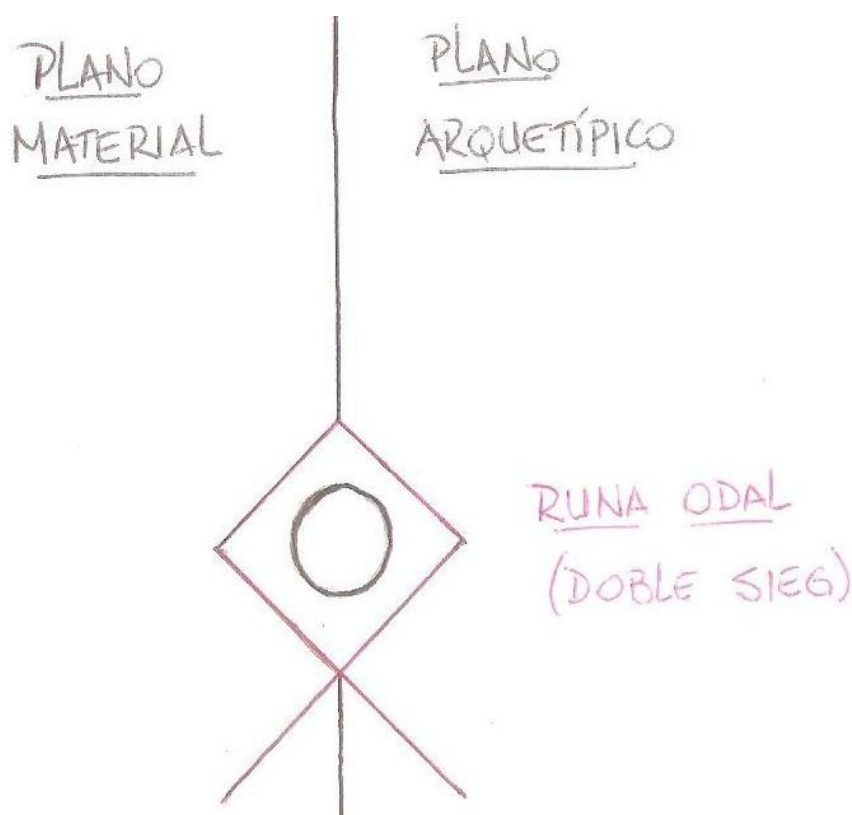 PLANO
MATERIAL
PLANO
ARQUETÍPICO
RUNA ODAL
(DOBLE SIEG)